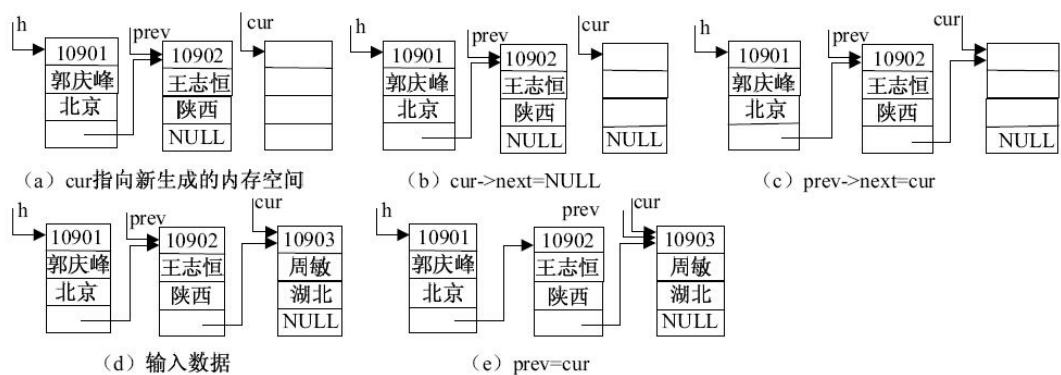 h
prev
cur
10901
10902
郭庆峰
王志恒
北京
陕西
NULL
(a) cur指向新生成的内存空间
h
prev
cur
10901
10902
郭庆峰
王志恒
北京
陕西
NULL
NULL
(b) cur->next=NULL
h
prev
cur
10901
10902
郭庆峰
王志恒
北京
陕西
NULL
(c) prev->next=cur
h
prev
cur
10901
10902
10903
郭庆峰
王志恒
周敏
北京
陕西
湖北
NULL
(d) 输入数据
h
prev
cur
10901
10902
10903
郭庆峰
王志恒
周敏
北京
陕西
湖北
NULL
(e) prev=cur